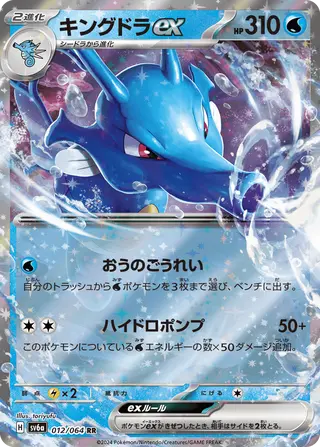 2進化
キングドラex
HP310
シードラから進化
おうのごうれい
自分のトラッシュからポケモンを3枚まで選び、ベンチに出す。
ハイドロポンプ 50+
このポケモンについているエネルギーの数×50ダメージ追加。
弱点 ×2 抵抗力 にげる
exルール
ポケモンexがきぜつしたとき、相手はサイドを2枚とる。
Illus. toriyufu
H sv6a 012/064 RR
©2024 Pokémon/Nintendo/Creatures/GAME FREAK.